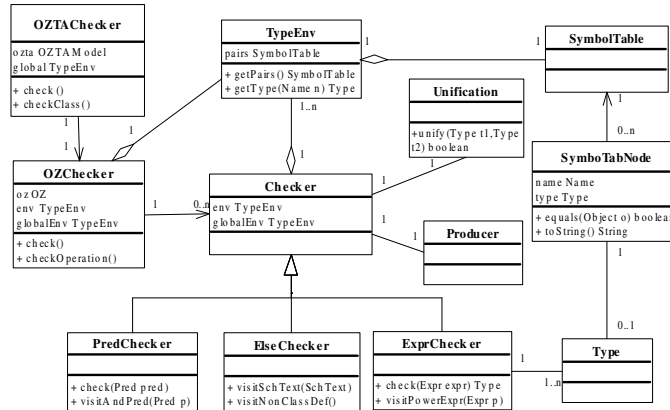 OZTAChecker
ozta OZTAModel
global TypeEnv
+ check()
+ checkClass()
TypeEnv
pairs SymbolTable
+ getPairs() SymbolTable
+ getType(Name n) Type
SymbolTable
1
1
1
1
1
1..n
Unification
+unify(Type t1,Type
t2) boolean
1
0..n
OZChecker
oz OZ
env TypeEnv
globalEnv TypeEnv
+ check()
+ checkOperation()
1
0..n
Checker
env TypeEnv
globalEnv TypeEnv
1
1
1
1
Producer
SymboTabNode
name Name
type Type
+ equals(Object o) boolean
+ toString() String
1
0..1
PredChecker
+ check(Pred pred)
+ visitAndPred(Pred p)
ElseChecker
+ visitSchText(SchText)
+ visitNonClassDef()
ExprChecker
+ check(Expr expr) Type
+ visitPowerExpr(Expr p)
1
1..n
Type